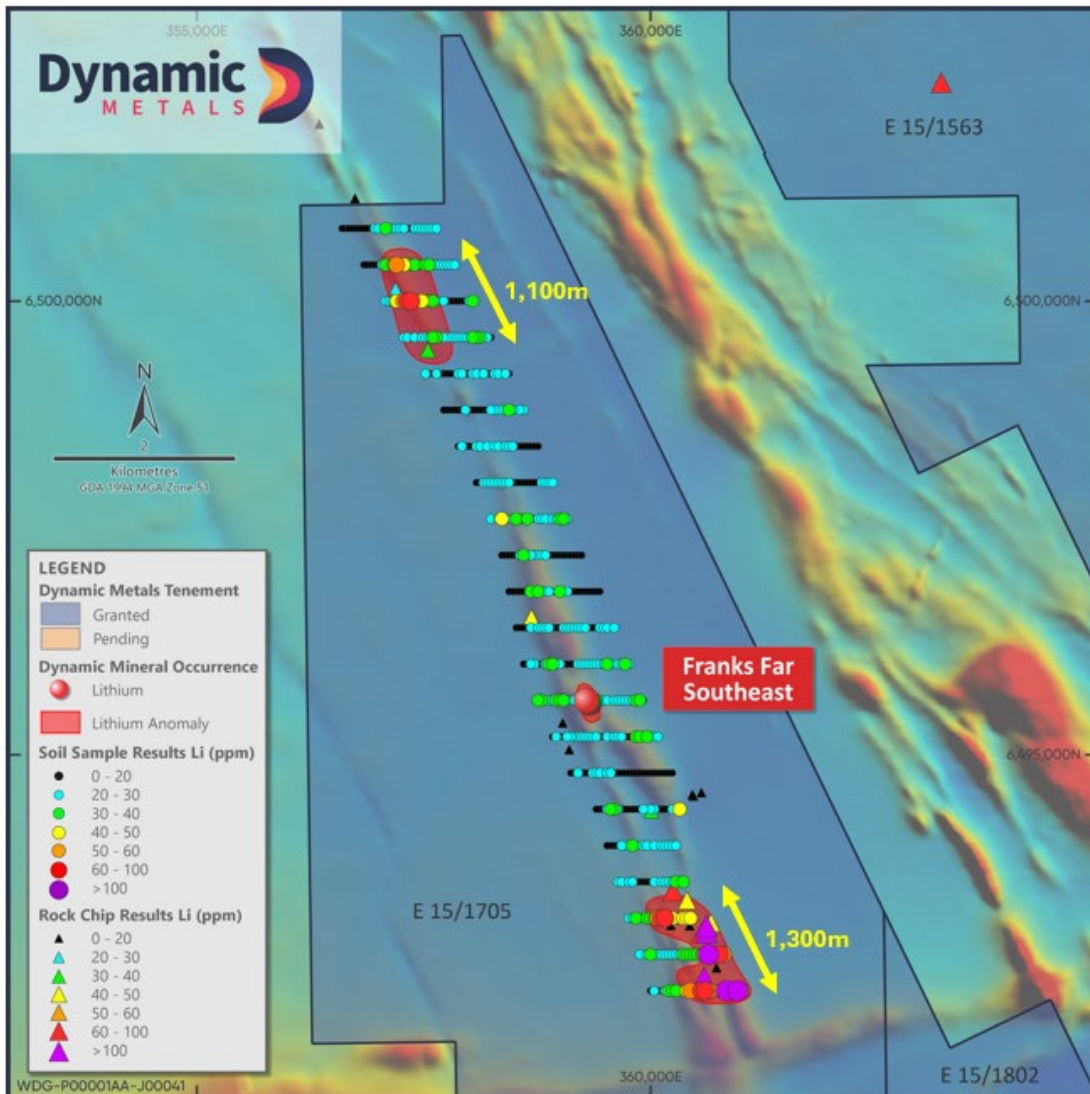 355,000E
360,000E
Dynamic
METALS
E 15/1563
1,100m
6,500,000N
6,500,000N
N
2
Kilometres
GDA 1994 MGA Zone 51
LEGEND
Dynamic Metals Tenement
Granted
Pending
Dynamic Mineral Occurrence
Lithium
Lithium Anomaly
Soil Sample Results Li (ppm)
0 - 20
20 - 30
30 - 40
40 - 50
50 - 60
60 - 100
>100
Rock Chip Results Li (ppm)
0 - 20
20 - 30
30 - 40
40 - 50
50 - 60
60 - 100
>100
Franks Far
Southeast
6,495,000N
E 15/1705
1,300m
360,000E
E 15/1802
WDG-P00001AA-J00041